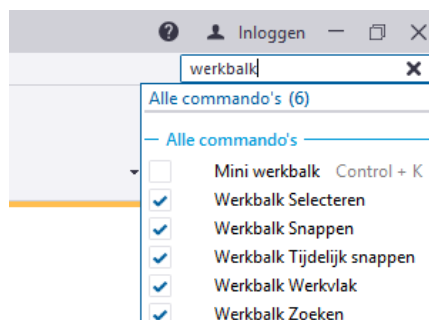 Inloggen
werkbalk
Alle commando's (6)
Alle commando's
Mini werkbalk Control + K
Werkbalk Selecteren
Werkbalk Snappen
Werkbalk Tijdelijk snappen
Werkbalk Werkvlak
Werkbalk Zoeken